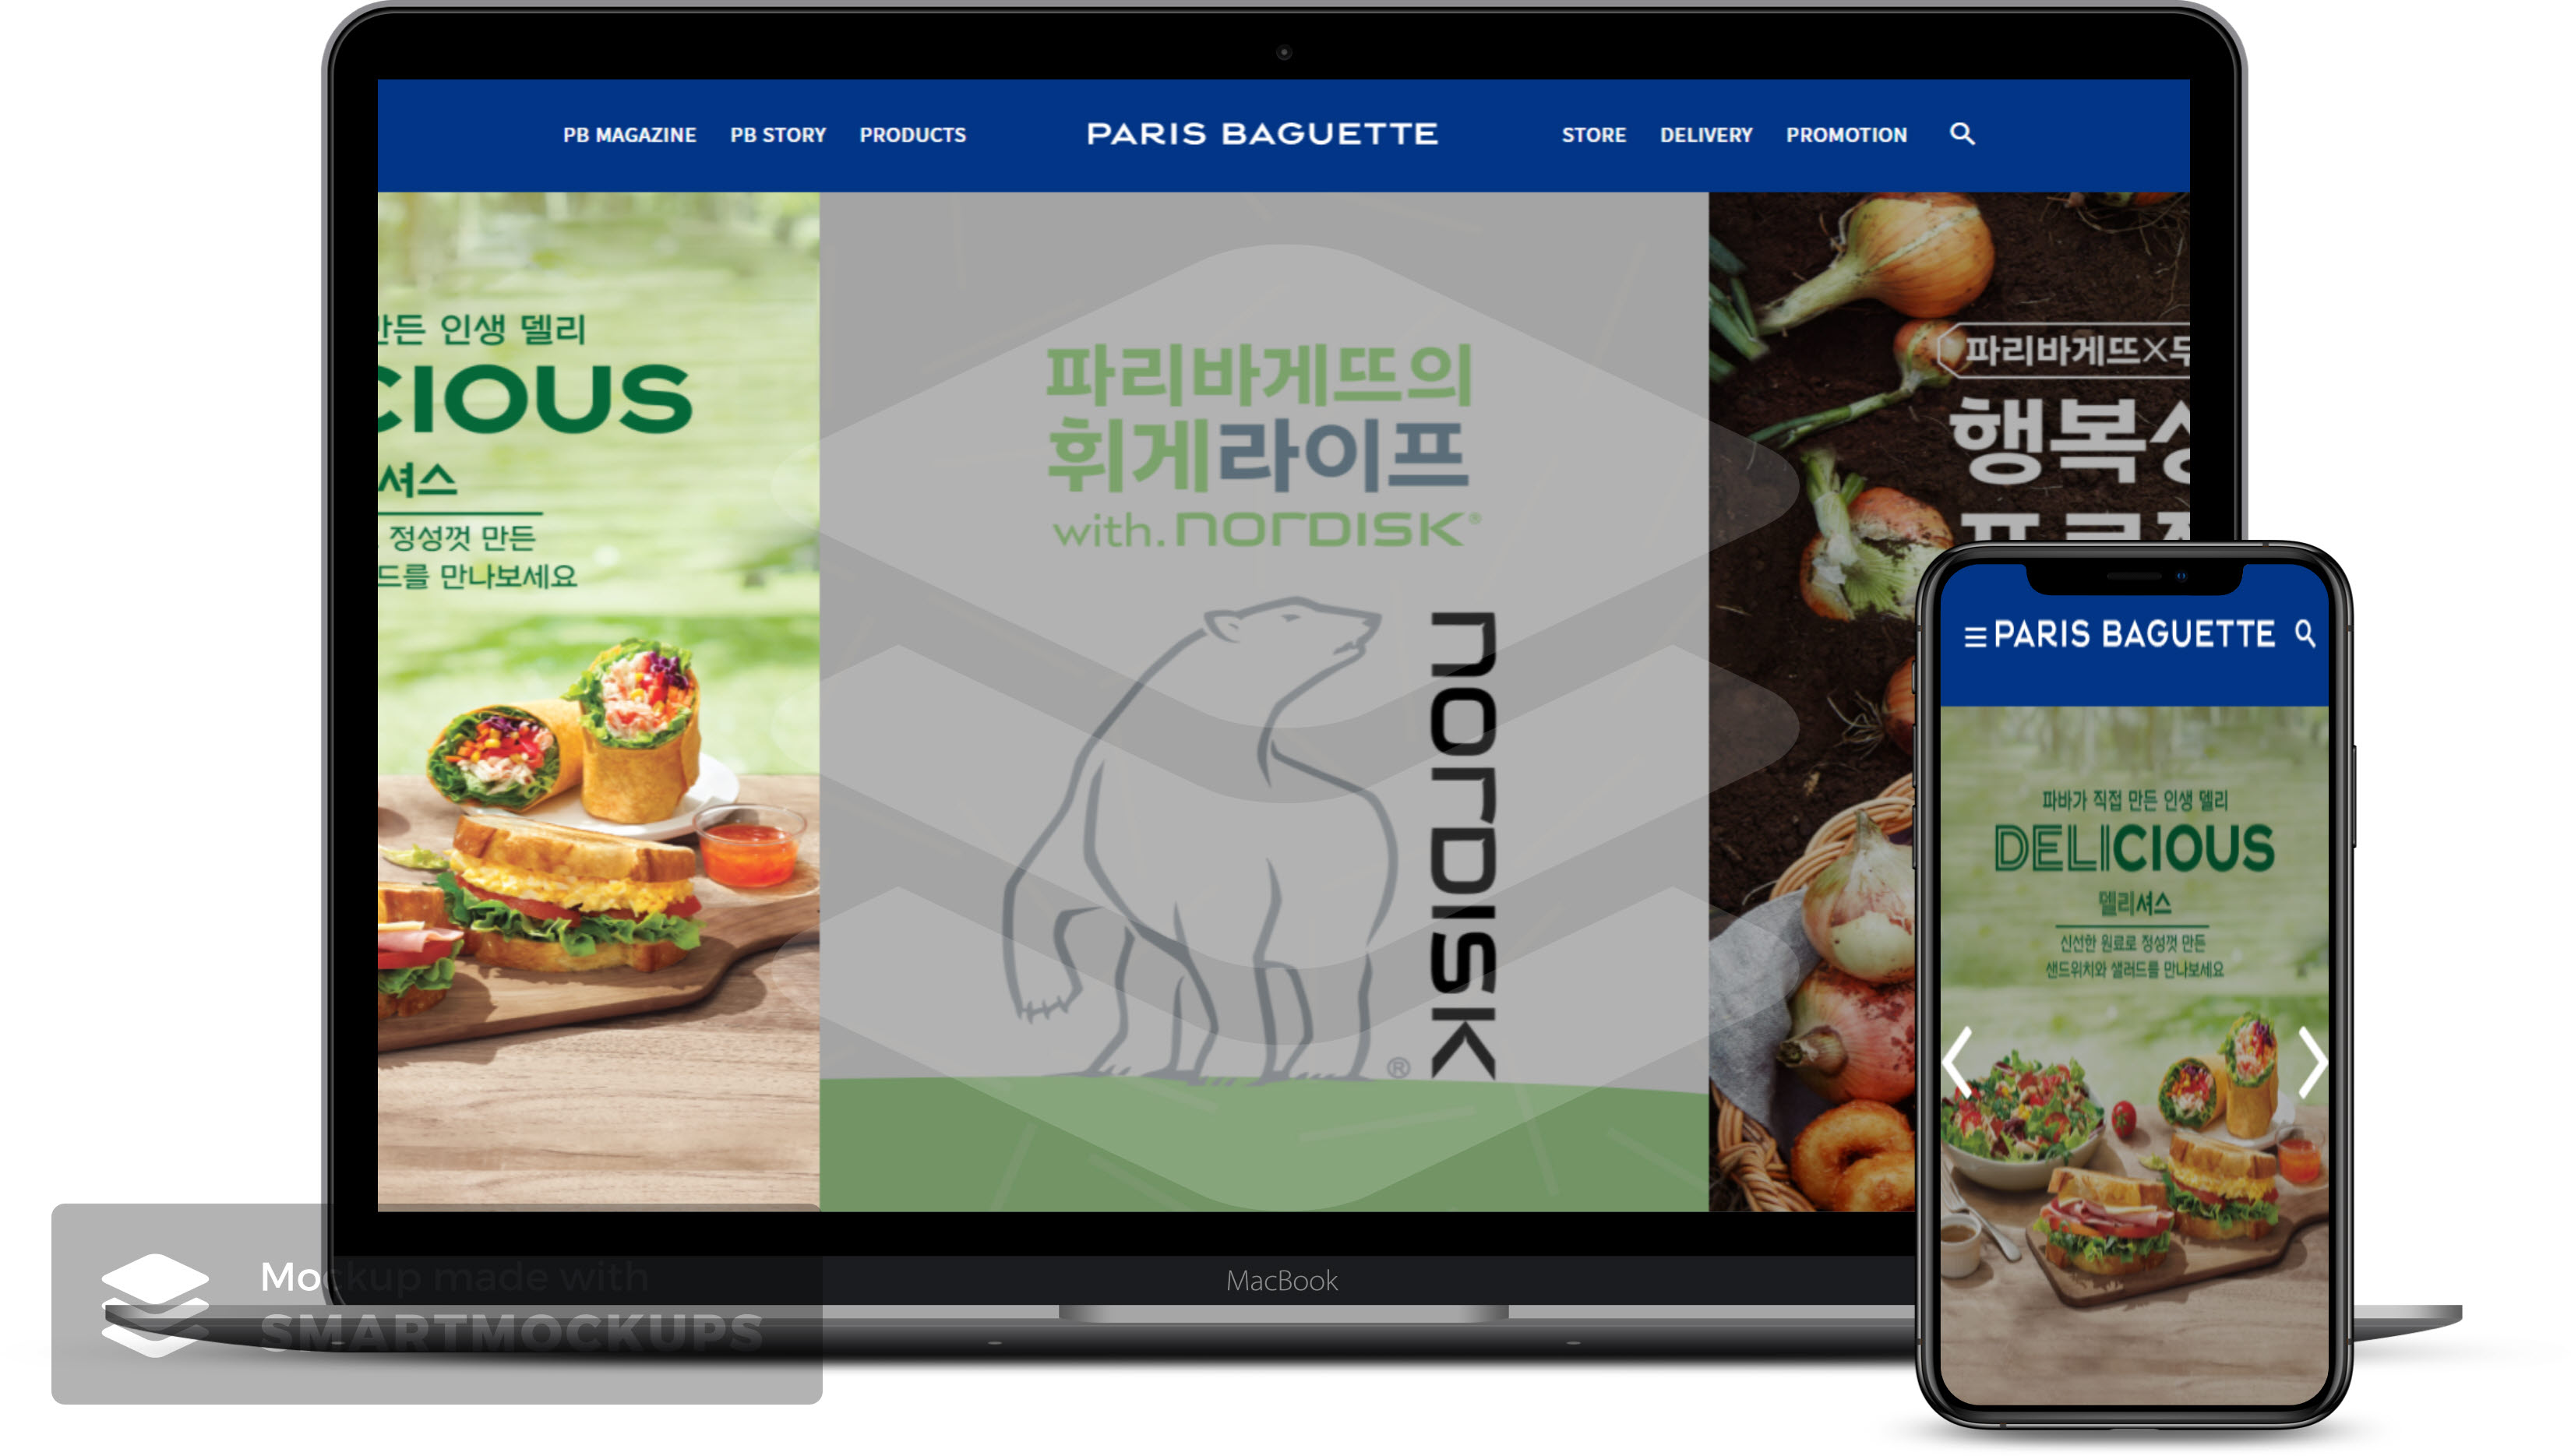 PB MAGAZINE PB STORY PRODUCTS PARIS BAGUETTE STORE DELIVERY PROMOTION
든 인생 델리
CIOUS
셔스
정성껏 만든
드를 만나보세요
파리바게뜨의
휘게라이프
with. NORDISK®
NORDISK
®
파리바게뜨X
행복
PARIS BAGUETTE
파바가 직접 만든 인생 델리
DELICIOUS
델리셔스
신선한 원료로 정성껏 만든
샌드위치와 샐러드를 만나보세요
MacBook
Mockup made with
SMARTMOCKUPS